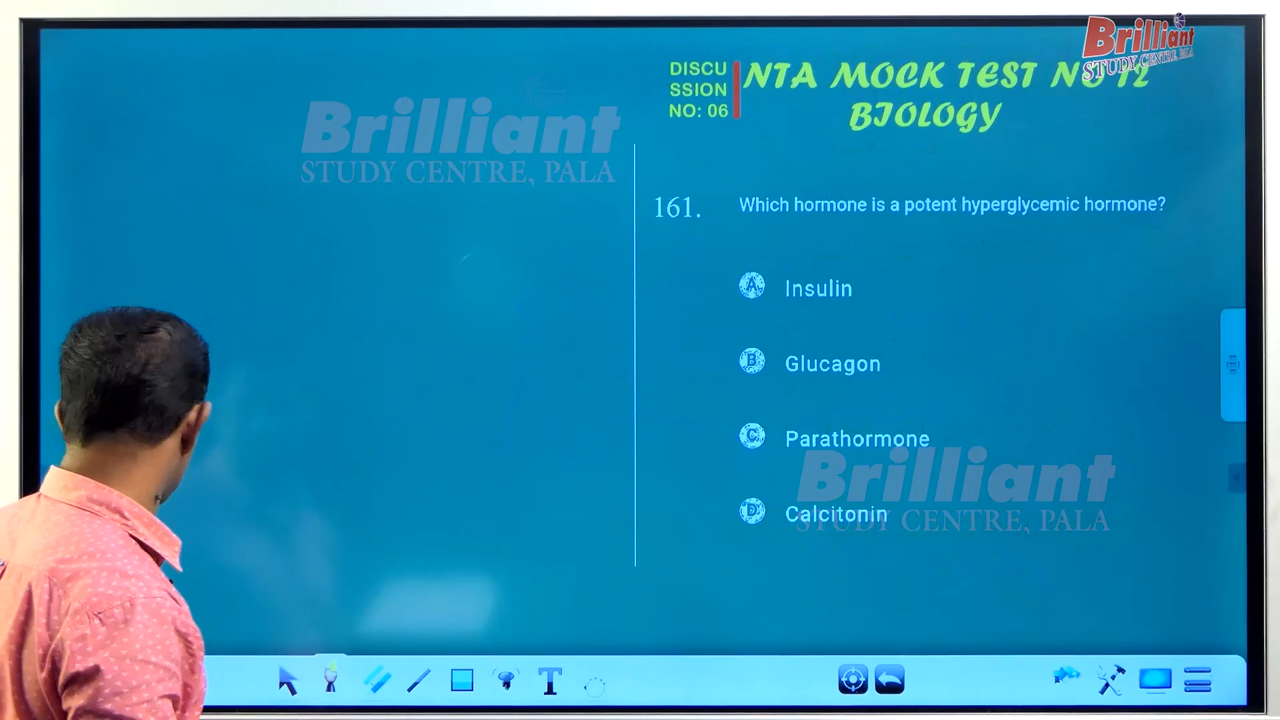 Brilliant
STUDY CENTRE, PALA
DISCU
SSION
NO: 06
NTA MOCK TEST NO 12
BIOLOGY
Brilliant
STUDY CENTRE, PALA
161.
Which hormone is a potent hyperglycemic hormone?
A Insulin
B Glucagon
C Parathormone
D Calcitonin
Brilliant
STUDY CENTRE, PALA
T